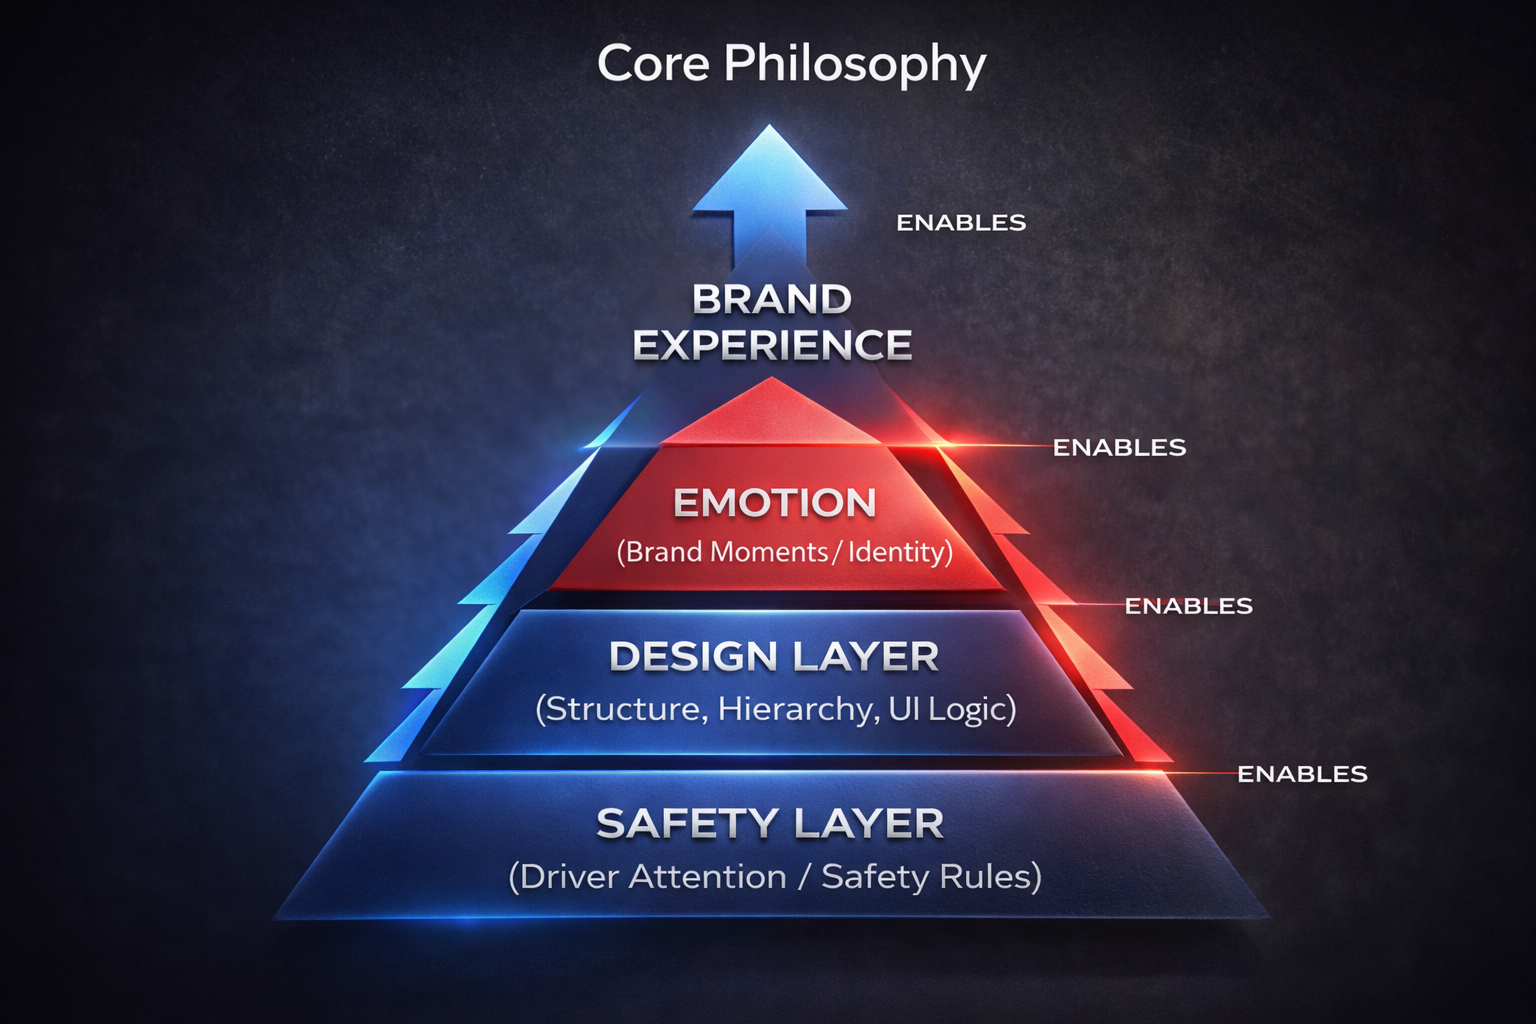 Core Philosophy
ENABLES
BRAND
EXPERIENCE
ENABLES
EMOTION
(Brand Moments / Identity)
ENABLES
DESIGN LAYER
(Structure, Hierarchy, UI Logic)
ENABLES
SAFETY LAYER
(Driver Attention / Safety Rules)